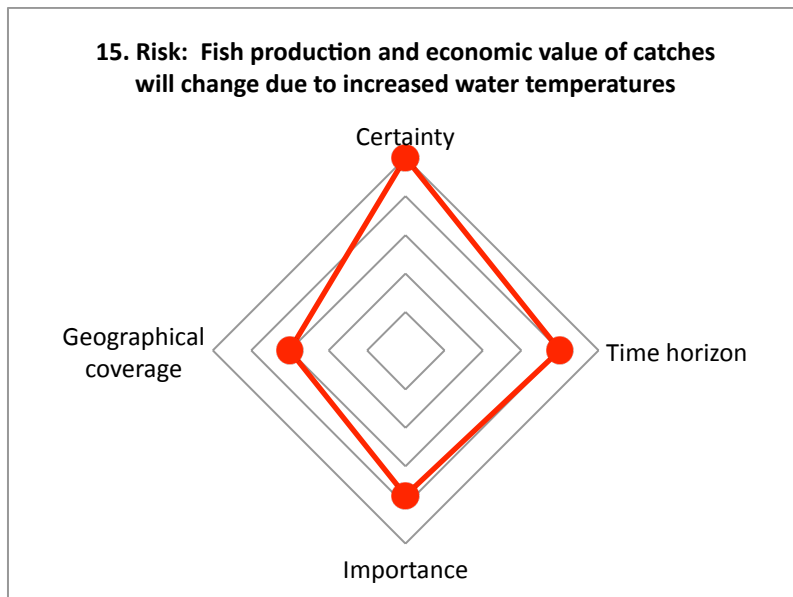 15. Risk:  Fish production and economic value of catches
will change due to increased water temperatures
Certainty
Geographical
coverage
Time horizon
Importance